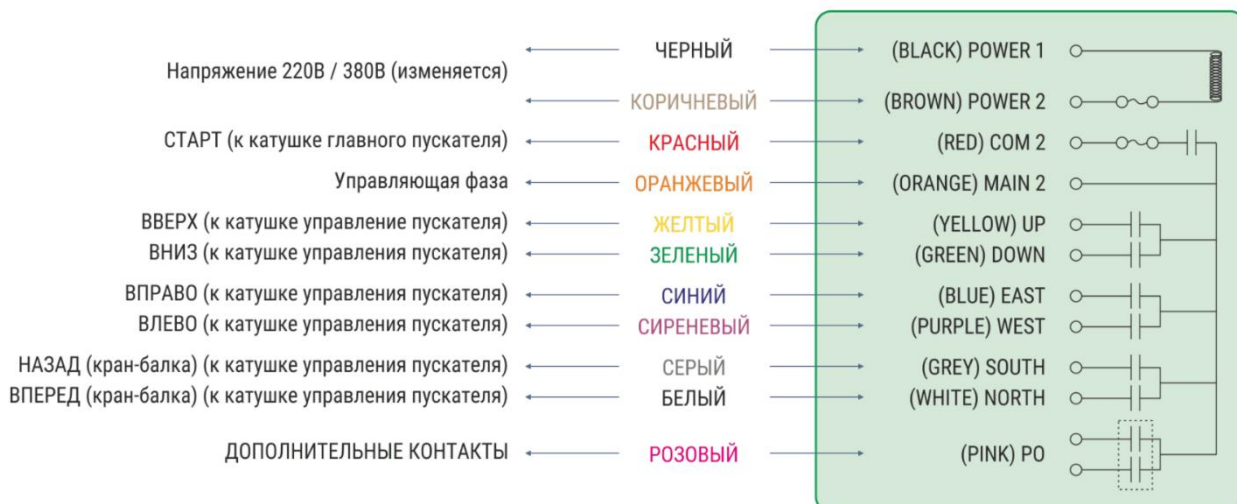 ЧЕРНЫЙ (BLACK) POWER 1
Напряжение 220В / 380В (изменяется)
КОРИЧНЕВЫЙ (BROWN) POWER 2
СТАРТ (к катушке главного пускателя) КРАСНЫЙ (RED) COM 2
Управляющая фаза ОРАНЖЕВЫЙ (ORANGE) MAIN 2
ВВЕРХ (к катушке управление пускателя) ЖЕЛТЫЙ (YELLOW) UP
ВНИЗ (к катушке управления пускателя) ЗЕЛЕНЫЙ (GREEN) DOWN
ВПРАВО (к катушке управления пускателя) СИНИЙ (BLUE) EAST
ВЛЕВО (к катушке управления пускателя) СИРЕНЕВЫЙ (PURPLE) WEST
НАЗАД (кран-балка) (к катушке управления пускателя) СЕРЫЙ (GREY) SOUTH
ВПЕРЕД (кран-балка) (к катушке управления пускателя) БЕЛЫЙ (WHITE) NORTH
ДОПОЛНИТЕЛЬНЫЕ КОНТАКТЫ РОЗОВЫЙ (PINK) PO